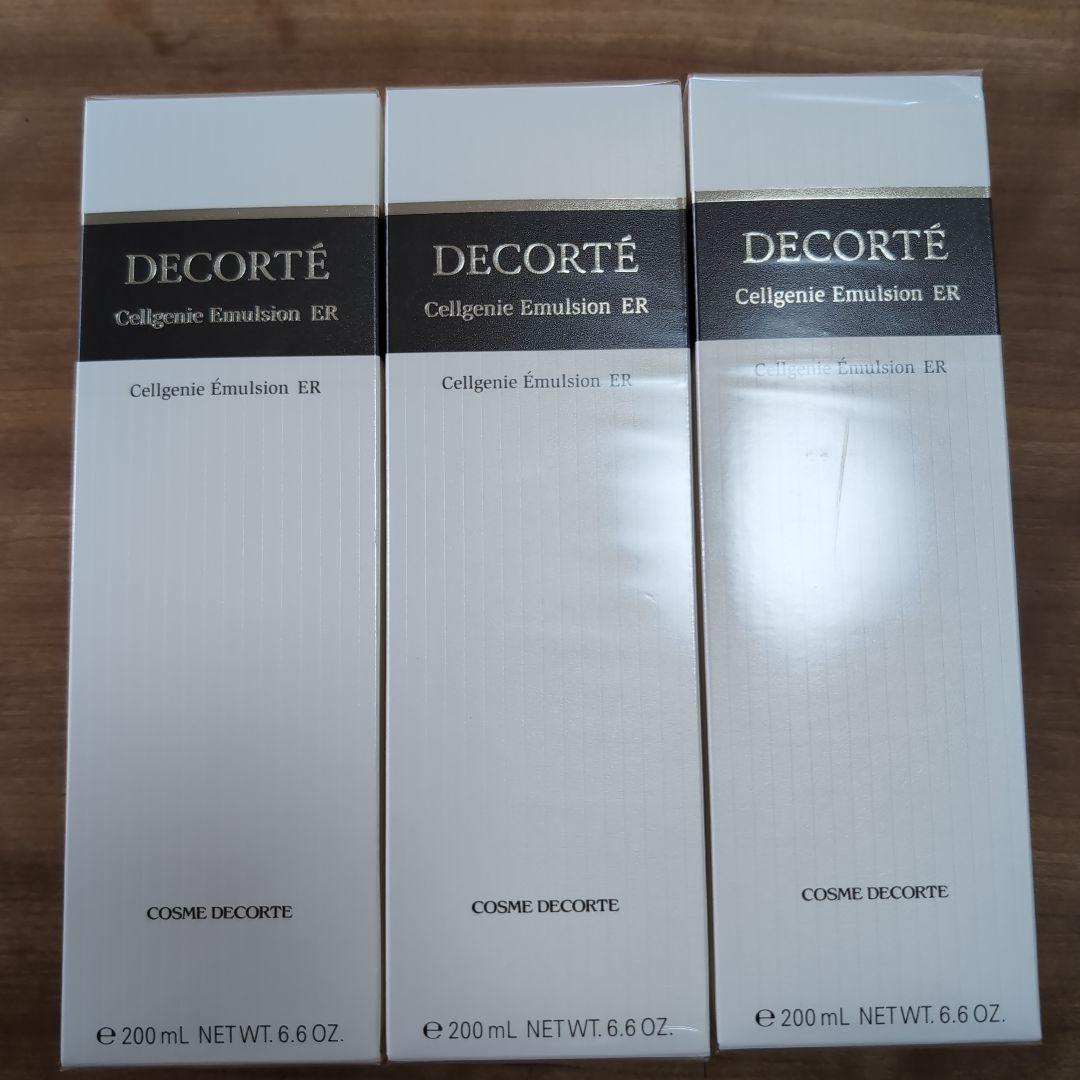 DECORTÉ
Cellgenie Emulsion ER
Cellgenie Émulsion ER
COSME DECORTE
℮ 200 mL NET WT. 6.6 OZ.
DECORTÉ
Cellgenie Emulsion ER
Cellgenie Émulsion ER
COSME DECORTE
℮ 200 mL NET WT. 6.6 OZ.
DECORTÉ
Cellgenie Emulsion ER
Cellgenie Émulsion ER
COSME DECORTE
℮ 200 mL NET WT. 6.6 OZ.